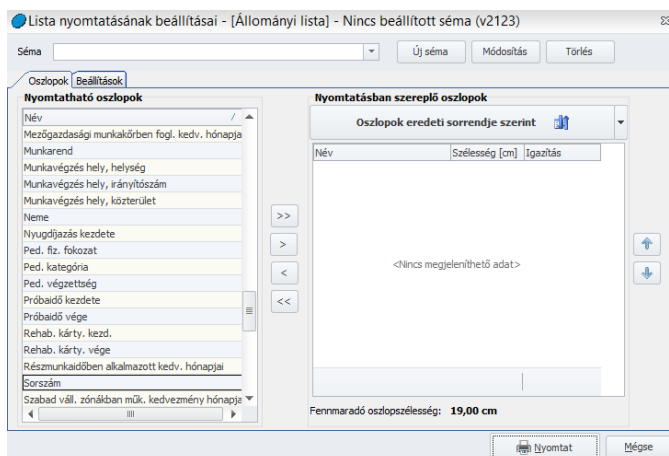 Lista nyomtatásának beállításai - [Állományi lista] - Nincs beállított séma (v2123)
Séma
Új séma
Módosítás
Törlés
Oszlopok
Beállítások
Nyomtatható oszlopok
Név
Mezőgazdasági munkakörben fogl. kedv. hónapja
Munkarend
Munkavégzés hely, helység
Munkavégzés hely, irányítószám
Munkavégzés hely, közterület
Neme
Nyugdíjazás kezdete
Ped. fiz. fokozat
Ped. kategória
Ped. végzettség
Próbaidő kezdete
Próbaidő vége
Rehab. kárty. kezd.
Rehab. kárty. vége
Részmunkaidőben alkalmazott kedv. hónapjai
Sorszám
Szabad váll. zónákban műk. kedvezmény hónapja
>>
>
<
<<
Nyomtatásban szereplő oszlopok
Oszlopok eredeti sorrendje szerint
Név Szélesség [cm] Igazítás
<Nincs megjeleníthető adat>
Fennmaradó oszlopszélesség: 19,00 cm
Nyomtat
Mégse